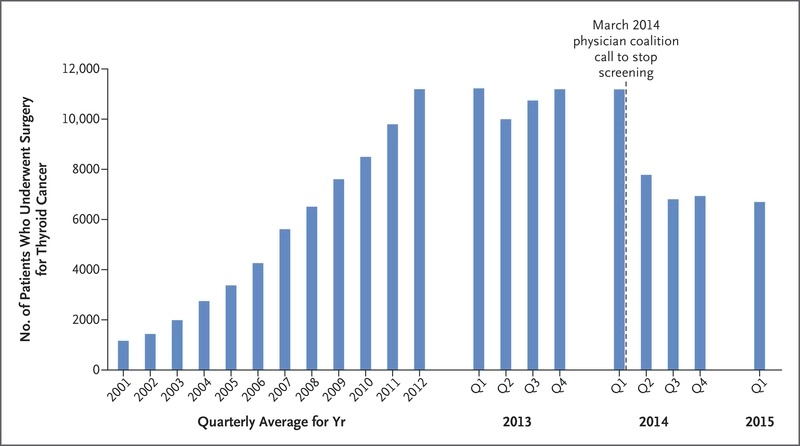 March 2014
physician coalition
call to stop
screening
No. of Patients Who Underwent Surgery
for Thyroid Cancer
12,000
10,000
8000
6000
4000
2000
0
2001 2002 2003 2004 2005 2006 2007 2008 2009 2010 2011 2012 Q1 Q2 Q3 Q4 Q1 Q2 Q3 Q4 Q1
Quarterly Average for Yr 2013 2014 2015